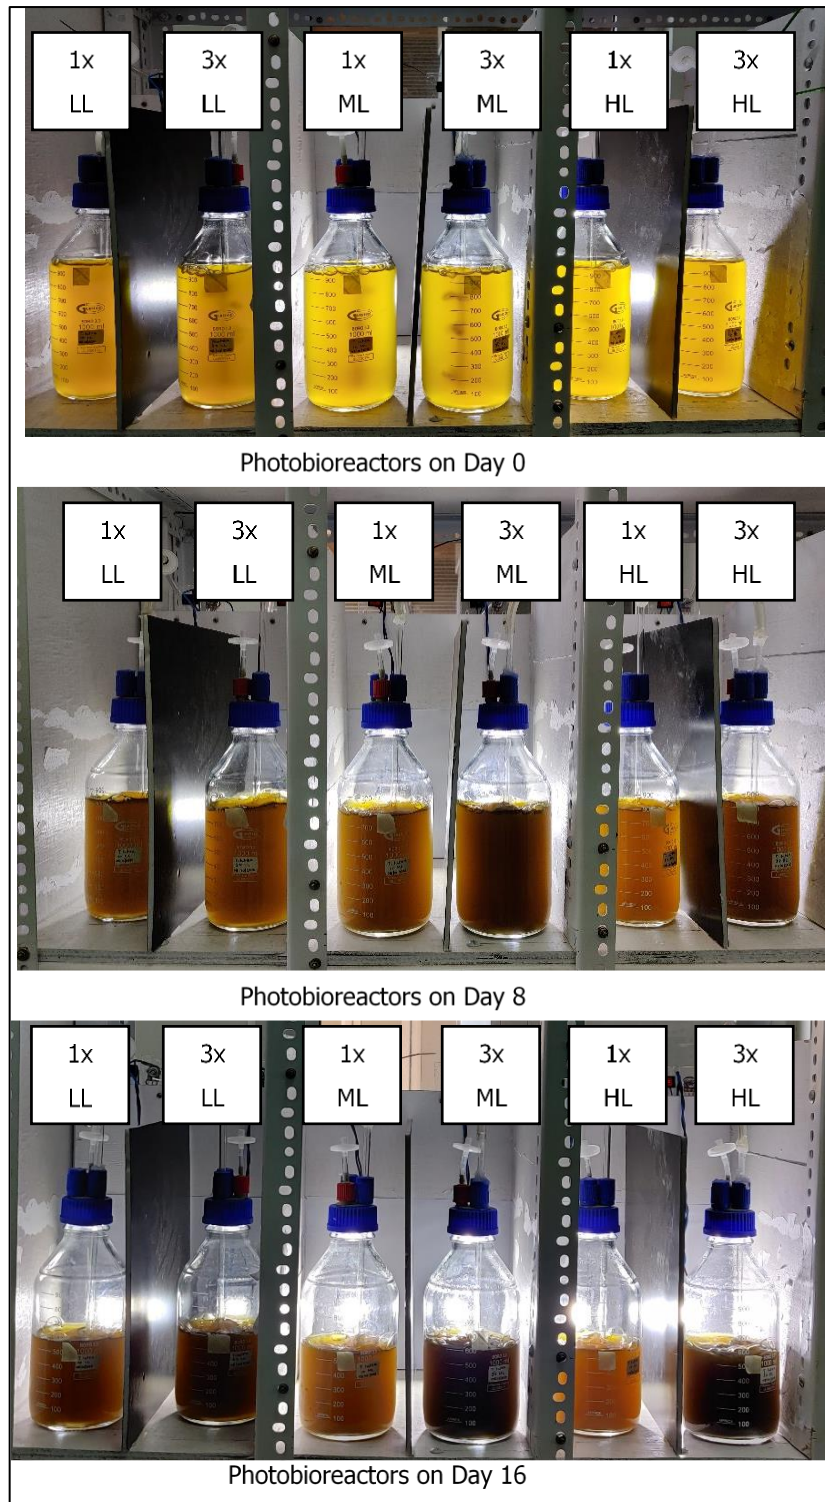 1x
LL
3x
LL
1x
ML
3x
ML
1x
HL
3x
HL
1000 ml
Photobioreactors on Day 0
1x
LL
3x
LL
1x
ML
3x
ML
1x
HL
3x
HL
Photobioreactors on Day 8
1x
LL
3x
LL
1x
ML
3x
ML
1x
HL
3x
HL
Photobioreactors on Day 16